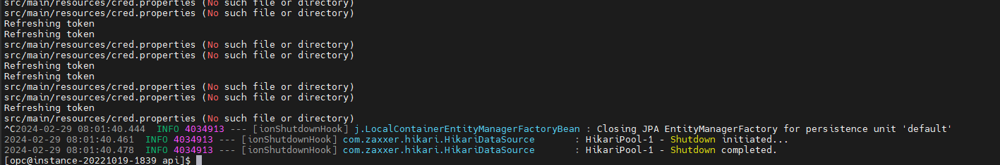 src/main/resources/cred.properties (No such file or directory)
src/main/resources/cred.properties (No such file or directory)
Refreshing token
Refreshing token
src/main/resources/cred.properties (No such file or directory)
src/main/resources/cred.properties (No such file or directory)
Refreshing token
Refreshing token
src/main/resources/cred.properties (No such file or directory)
src/main/resources/cred.properties (No such file or directory)
Refreshing token
src/main/resources/cred.properties (No such file or directory)
^C2024-02-29 08:01:40.444  INFO 4034913 --- [ionShutdownHook] j.LocalContainerEntityManagerFactoryBean : Closing JPA EntityManagerFactory for persistence unit 'default'
2024-02-29 08:01:40.461  INFO 4034913 --- [ionShutdownHook] com.zaxxer.hikari.HikariDataSource       : HikariPool-1 - Shutdown initiated...
2024-02-29 08:01:40.478  INFO 4034913 --- [ionShutdownHook] com.zaxxer.hikari.HikariDataSource       : HikariPool-1 - Shutdown completed.
[opc@instance-20221019-1839 api]$